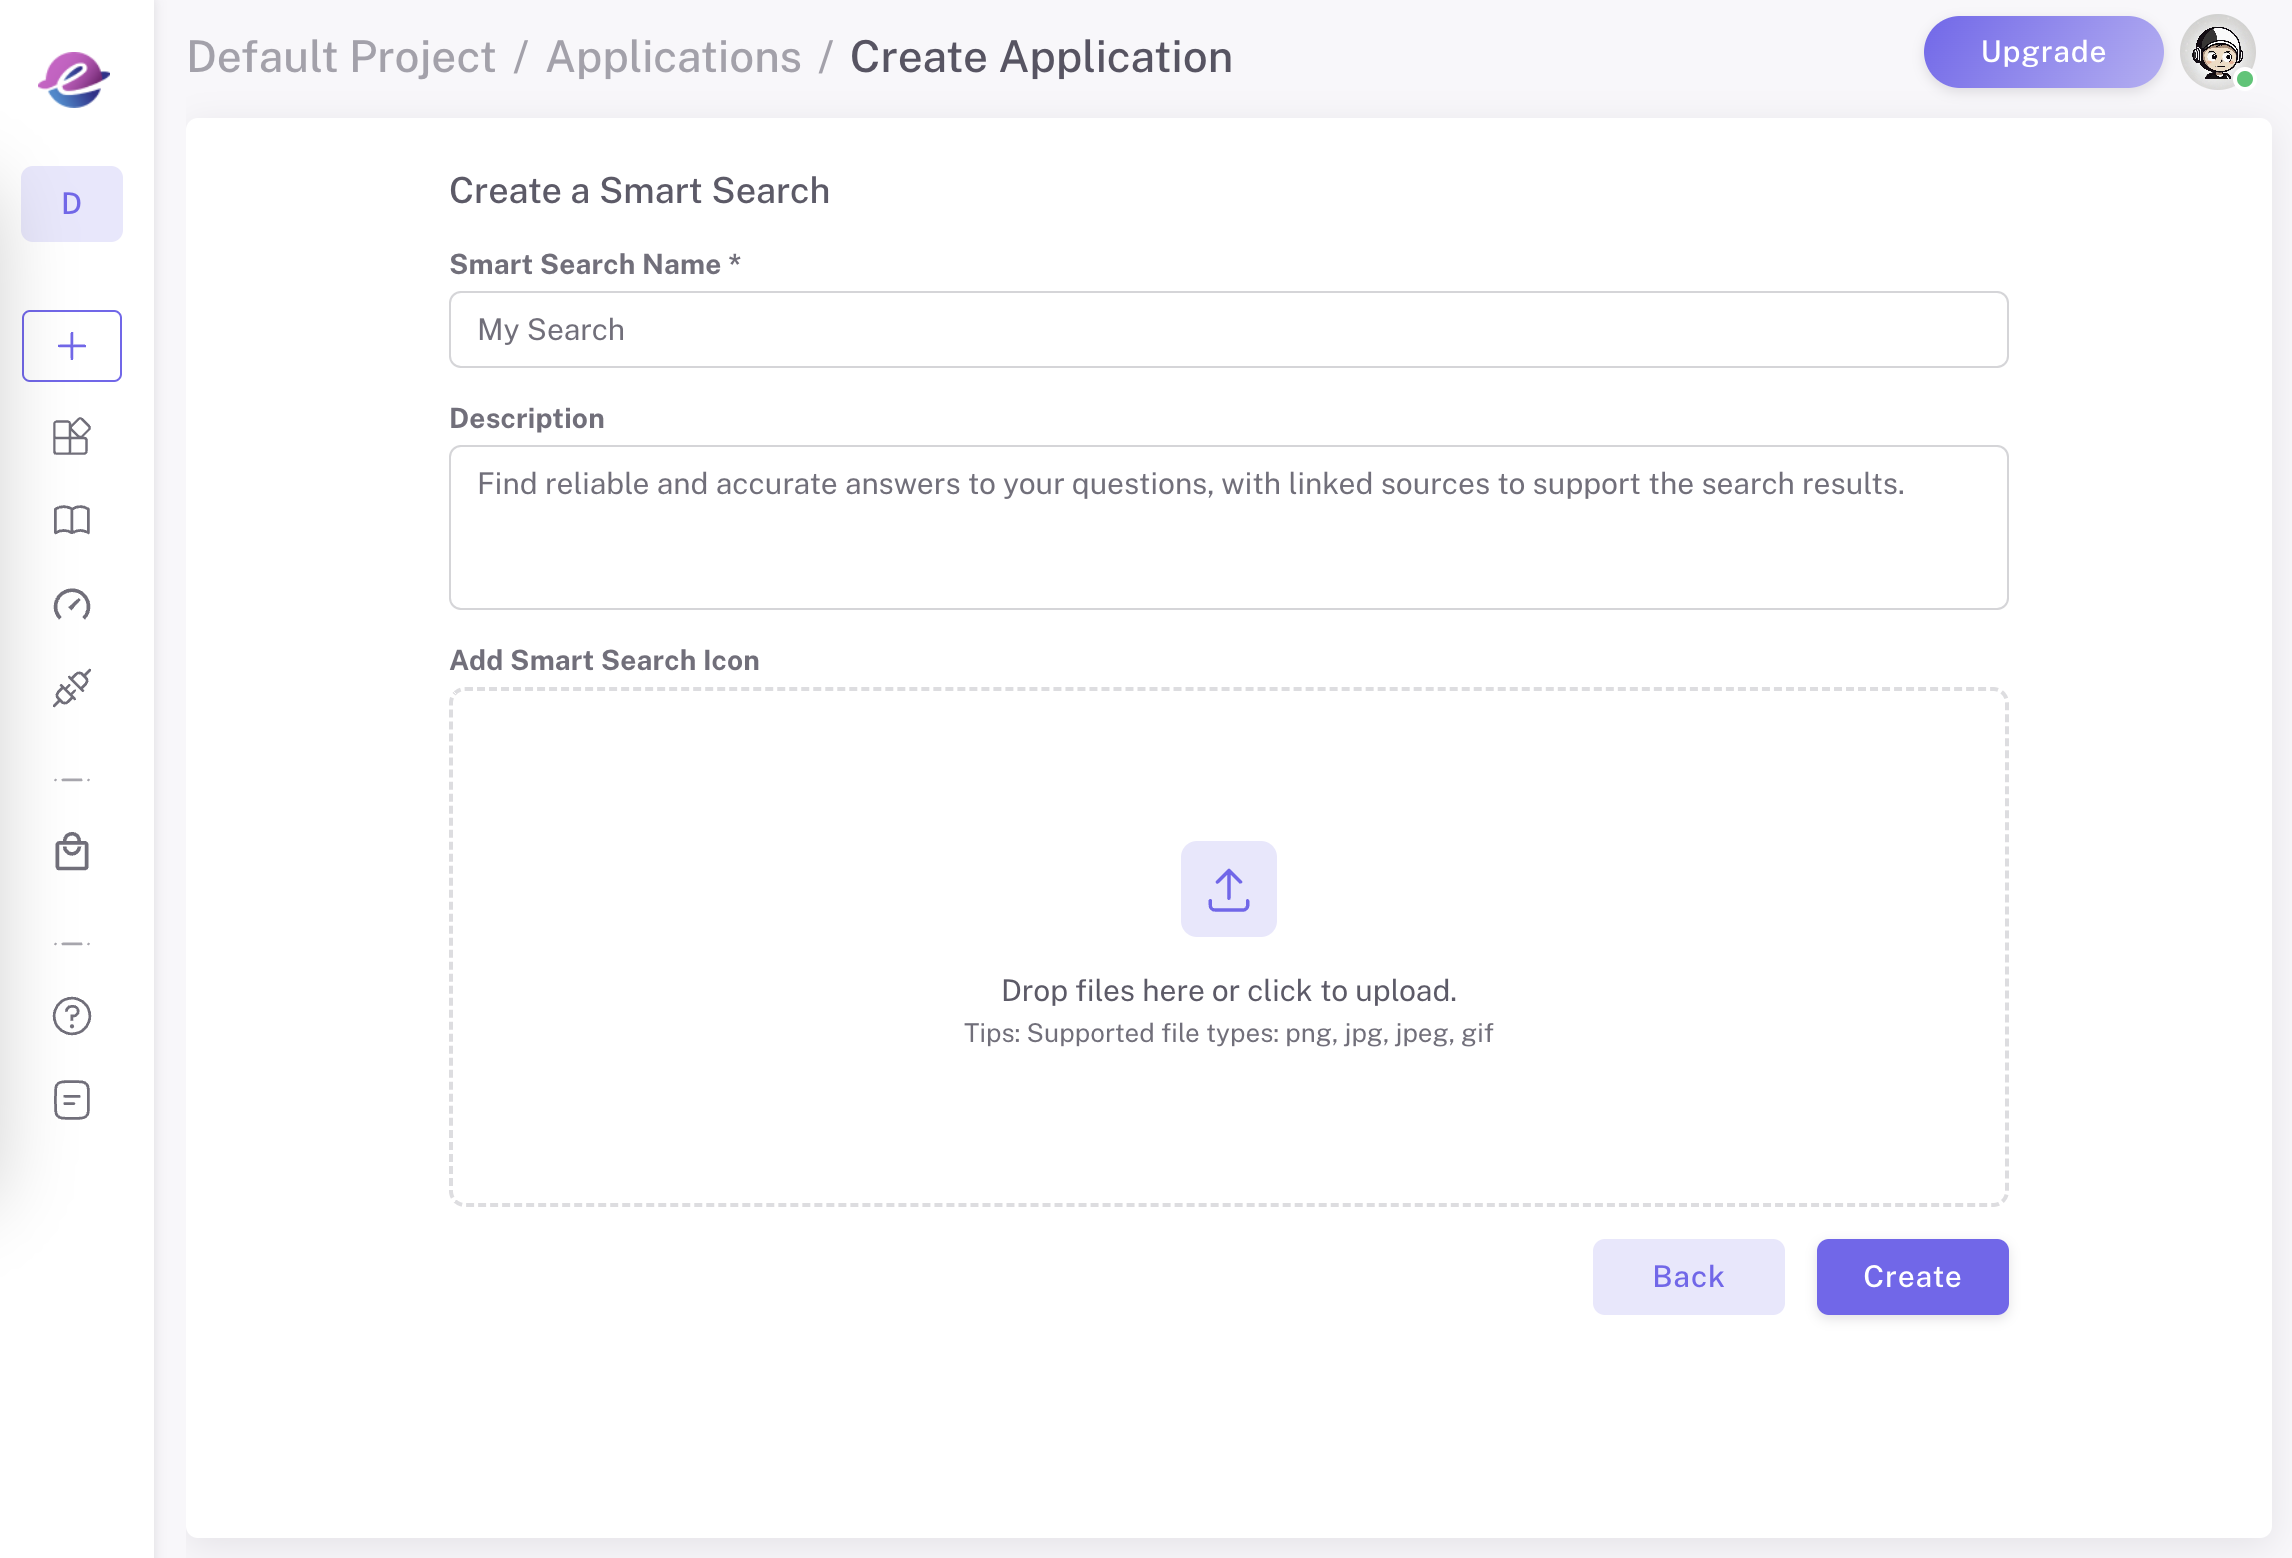 Default Project / Applications / Create Application
Upgrade
D
Create a Smart Search
Smart Search Name *
My Search
Description
Find reliable and accurate answers to your questions, with linked sources to support the search results.
Add Smart Search Icon
Drop files here or click to upload.
Tips: Supported file types: png, jpg, jpeg, gif
Back
Create